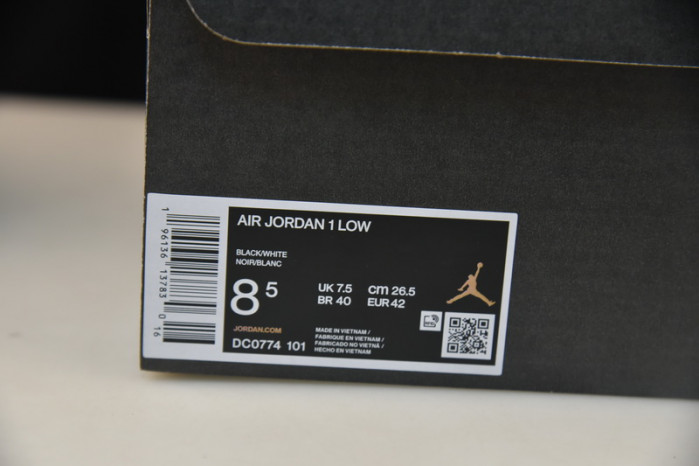 AIR JORDAN 1 LOW
BLACK/WHITE
NOIR/BLANC
8 5
UK 7.5 cm 26.5
BR 40 EUR 42
JORDAN.COM
DC0774 101
MADE IN VIETNAM /
FABRIQUE EN VIETNAM /
FABRICADO NO VIETNÃ /
HECHO EN VIETNAM
1 96136 13783 0 16